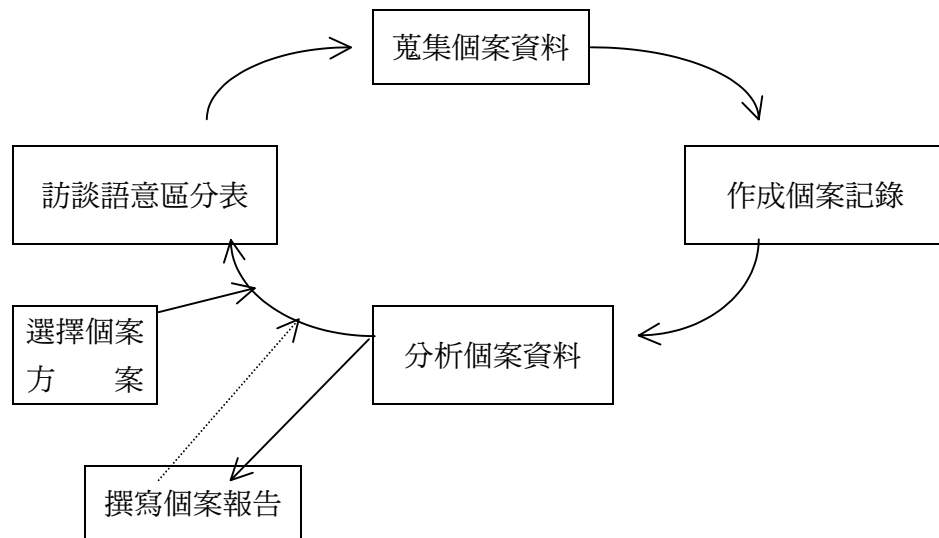 蒐集個案資料
訪談語意區分表
作成個案記錄
選擇個案
方　　案
分析個案資料
撰寫個案報告